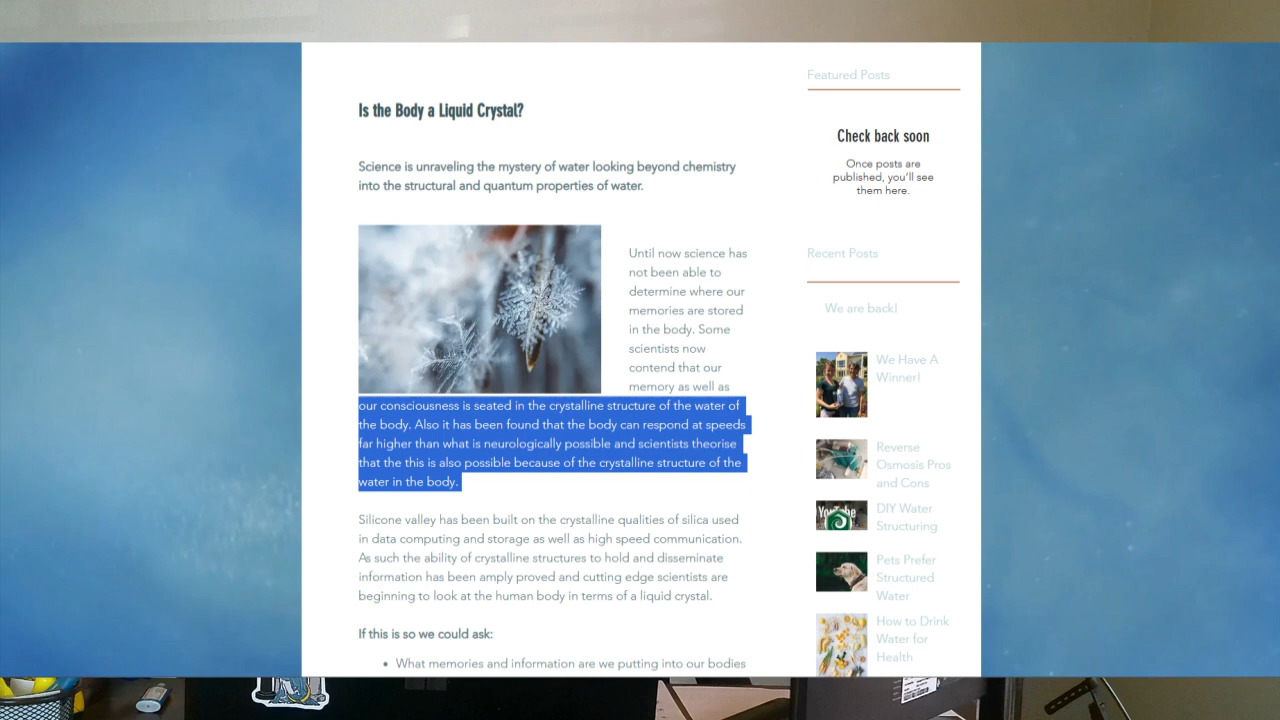 Is the Body a Liquid Crystal?
Science is unraveling the mystery of water looking beyond chemistry
into the structural and quantum properties of water.
Until now science has
not been able to
determine where our
memories are stored
in the body. Some
scientists now
contend that our
memory as well as
our consciousness is seated in the crystalline structure of the water of
the body. Also it has been found that the body can respond at speeds
far higher than what is neurologically possible and scientists theorise
that the this is also possible because of the crystalline structure of the
water in the body.
Silicone valley has been built on the crystalline qualities of silica used
in data computing and storage as well as high speed communication.
As such the ability of crystalline structures to hold and disseminate
information has been amply proved and cutting edge scientists are
beginning to look at the human body in terms of a liquid crystal.
If this is so we could ask:
• What memories and information are we putting into our bodies
Featured Posts
Check back soon
Once posts are
published, you'll see
them here.
Recent Posts
We are back!
We Have A
Winner!
Reverse
Osmosis Pros
and Cons
YouTube
DIY Water
Structuring
Pets Prefer
Structured
Water
How to Drink
Water for
Health